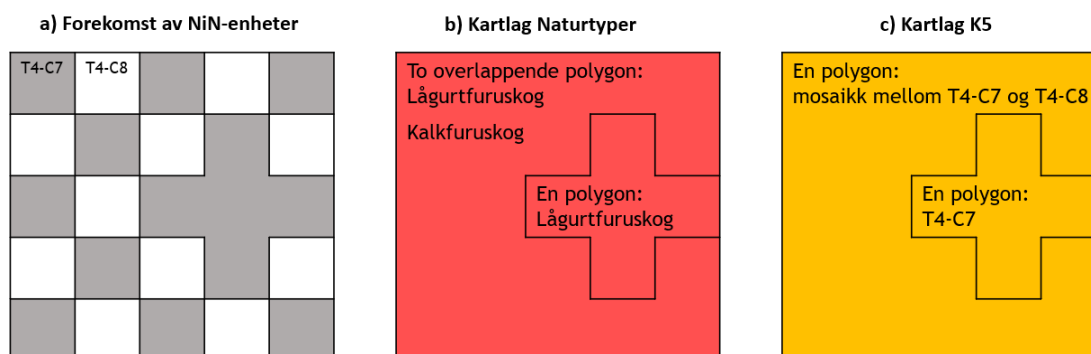 a) Forekomst av NiN-enheter
T4-C7
T4-C8
b) Kartlag Naturtyper
To overlappende polygon:
Lågurtfuruskog
Kalkfuruskog
En polygon:
Lågurtfuruskog
c) Kartlag K5
En polygon:
mosaikk mellom T4-C7 og T4-C8
En polygon:
T4-C7